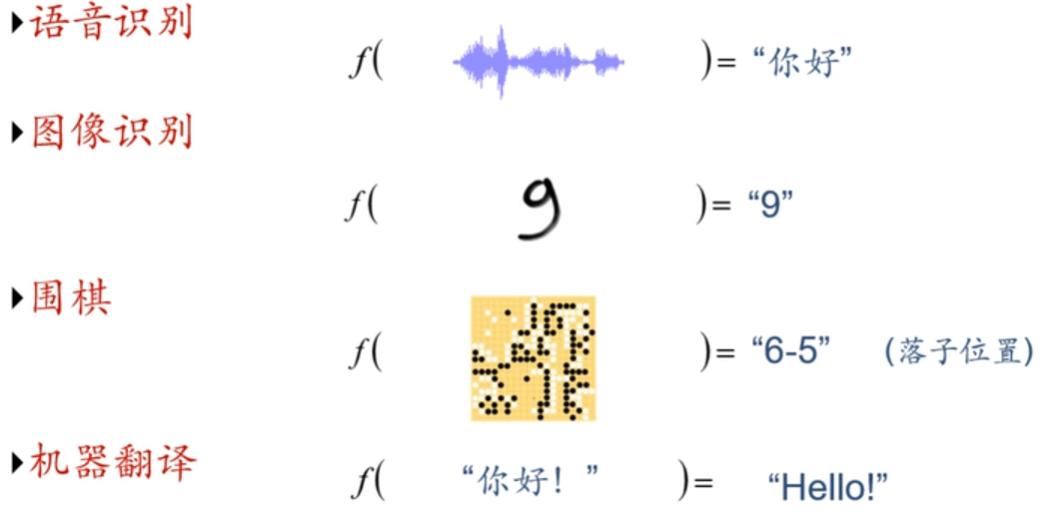 ▸语音识别
f( )= “你好”
▸图像识别
f( 9 )= “9”
▸围棋
f( )= “6-5” (落子位置)
▸机器翻译
f( “你好！” )= “Hello!”